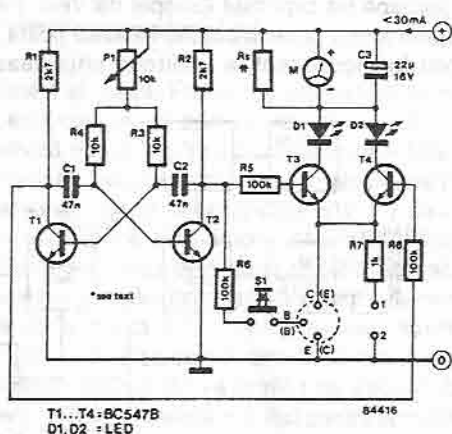 <30mA
+
R1
2k7
P1
10k
R2
2k7
Rs
*
M
+
-
C3
22µ
16V
R4
10k
R3
10k
D1
D2
C1
47n
C2
47n
R5
100k
T3
T4
T1
T2
R6
100k
S1
B
(B)
C
(E)
E
(C)
R7
1k
R8
100k
1
2
*see text
0
84416
T1...T4 = BC547B
D1, D2 = LED